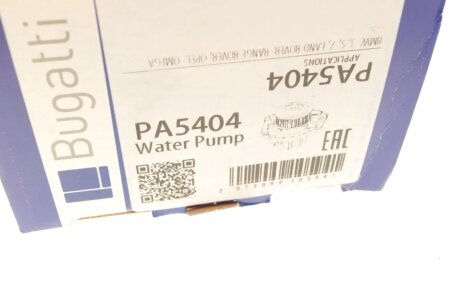 Bugatti
PA5404
APPLICATIONS
BMW: 3, 5, 7, LAND ROVER: RANGE ROVER, OPEL: OMEGA
PA5404
Water Pump
EAC